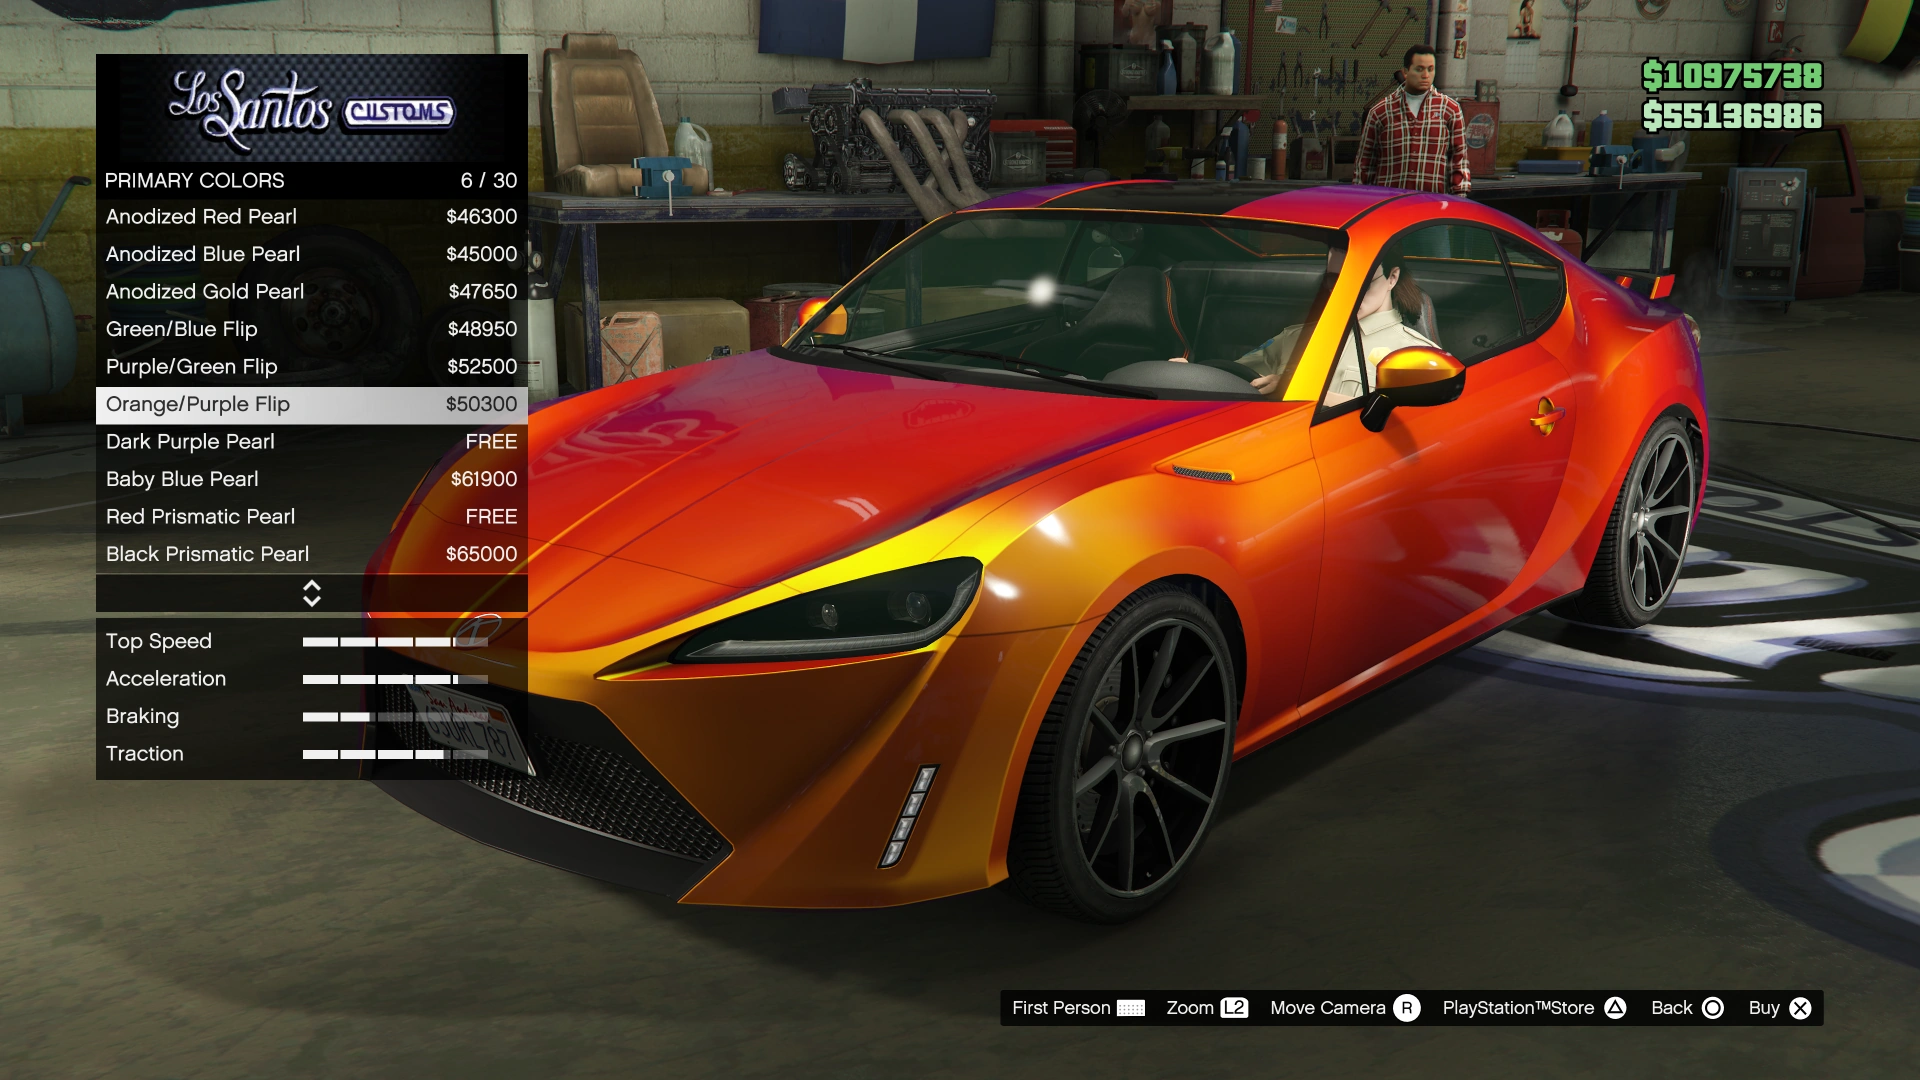 Los Santos CUSTOMS
PRIMARY COLORS 6 / 30
Anodized Red Pearl $46300
Anodized Blue Pearl $45000
Anodized Gold Pearl $47650
Green/Blue Flip $48950
Purple/Green Flip $52500
Orange/Purple Flip $50300
Dark Purple Pearl FREE
Baby Blue Pearl $61900
Red Prismatic Pearl FREE
Black Prismatic Pearl $65000
Top Speed
Acceleration
Braking
Traction
$10975738
$55136986
First Person Zoom L2 Move Camera R PlayStation™Store Back Buy